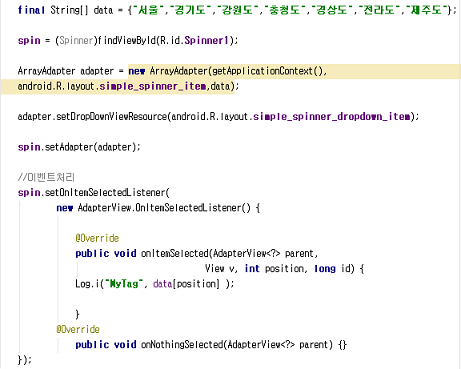 final String[] data = {"서울","경기도","강원도","충청도","경상도","전라도","제주도"};
spin = (Spinner)findViewById(R.id.Spinner1);
ArrayAdapter adapter = new ArrayAdapter(getApplicationContext(),
android.R.layout.simple_spinner_item,data);
adapter.setDropDownViewResource(android.R.layout.simple_spinner_dropdown_item);
spin.setAdapter(adapter);
//이벤트처리
spin.setOnItemSelectedListener(
new AdapterView.OnItemSelectedListener() {
@Override
public void onItemSelected(AdapterView<?> parent,
View v, int position, long id) {
Log.i("MyTag", data[position] );
}
@Override
public void onNothingSelected(AdapterView<?> parent) {}
});